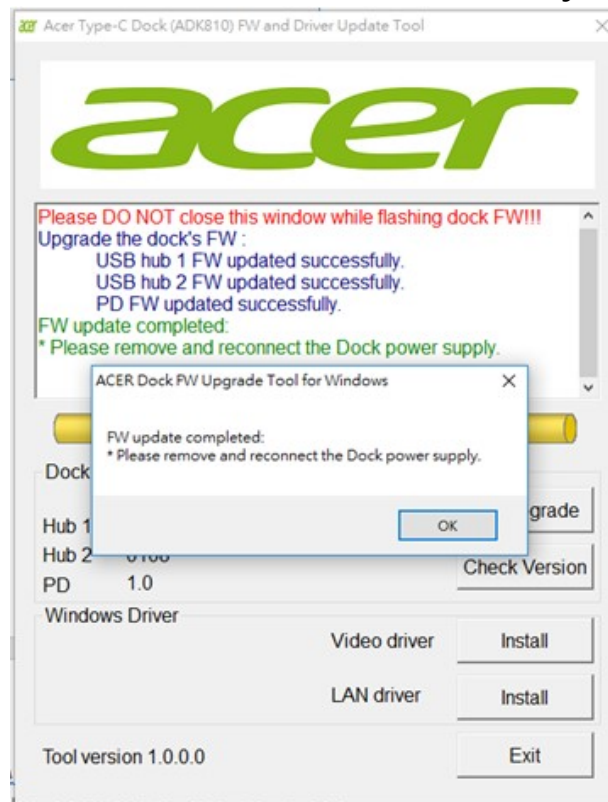 acer Acer Type-C Dock (ADK810) FW and Driver Update Tool
acer
Please DO NOT close this window while flashing dock FW!!!
Upgrade the dock's FW :
USB hub 1 FW updated successfully.
USB hub 2 FW updated successfully.
PD FW updated successfully.
FW update completed:
* Please remove and reconnect the Dock power supply.
ACER Dock FW Upgrade Tool for Windows
FW update completed:
* Please remove and reconnect the Dock power supply.
OK
Dock
grade
Hub 1
Hub 2
Check Version
PD 1.0
Windows Driver
Video driver Install
LAN driver Install
Tool version 1.0.0.0 Exit